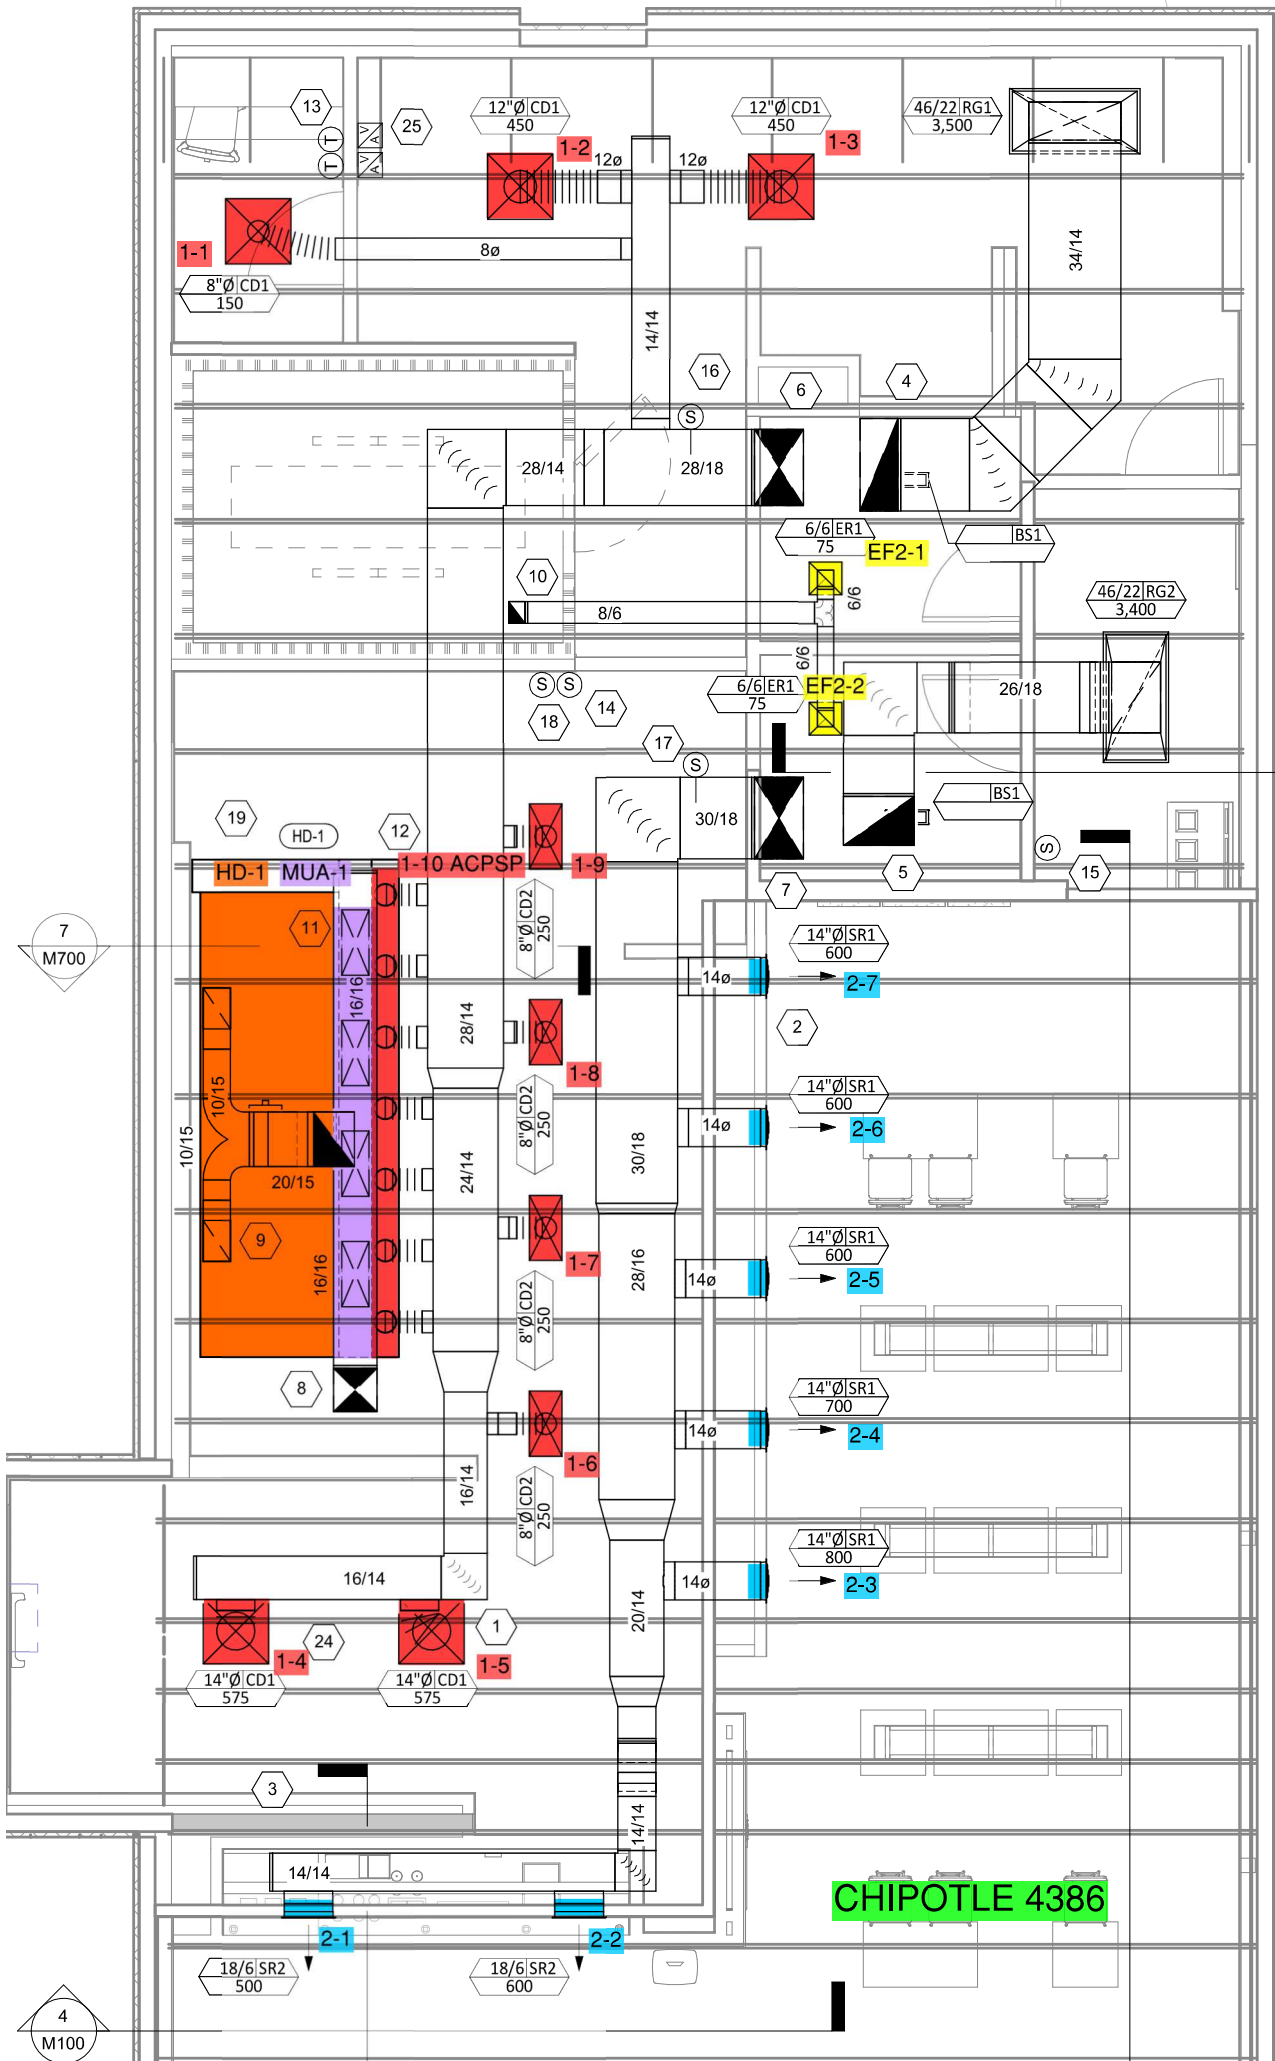 12"Ø CD1
450
12"Ø CD1
450
46/22 RG1
3,500
13
25
1-2
1-3
T
T
V
A
V
A
12ø
12ø
1-1
8ø
8"Ø CD1
150
34/14
14/14
16
6
4
S
28/14
28/18
6/6 ER1
75
EF2-1
BS1
10
8/6
6/6
46/22 RG2
3,400
6/6
6/6 ER1
75
EF2-2
26/18
S
S
18
14
17
S
BS1
19
HD-1
12
30/18
S
HD-1
MUA-1
1-10 ACPSP
1-9
5
15
7
7
M700
11
8"Ø CD2
250
14"Ø SR1
600
14ø
2-7
16/16
28/14
2
1-8
10/15
14"Ø SR1
600
14ø
2-6
8"Ø CD2
250
10/15
20/15
24/14
30/18
9
16/16
1-7
14"Ø SR1
600
28/16
14ø
2-5
8"Ø CD2
250
8
14"Ø SR1
700
14ø
2-4
1-6
16/14
8"Ø CD2
250
14"Ø SR1
800
16/14
14ø
2-3
20/14
24
1
1-4
1-5
14"Ø CD1
575
14"Ø CD1
575
3
14/14
14/14
CHIPOTLE 4386
2-1
2-2
18/6 SR2
500
18/6 SR2
600
4
M100